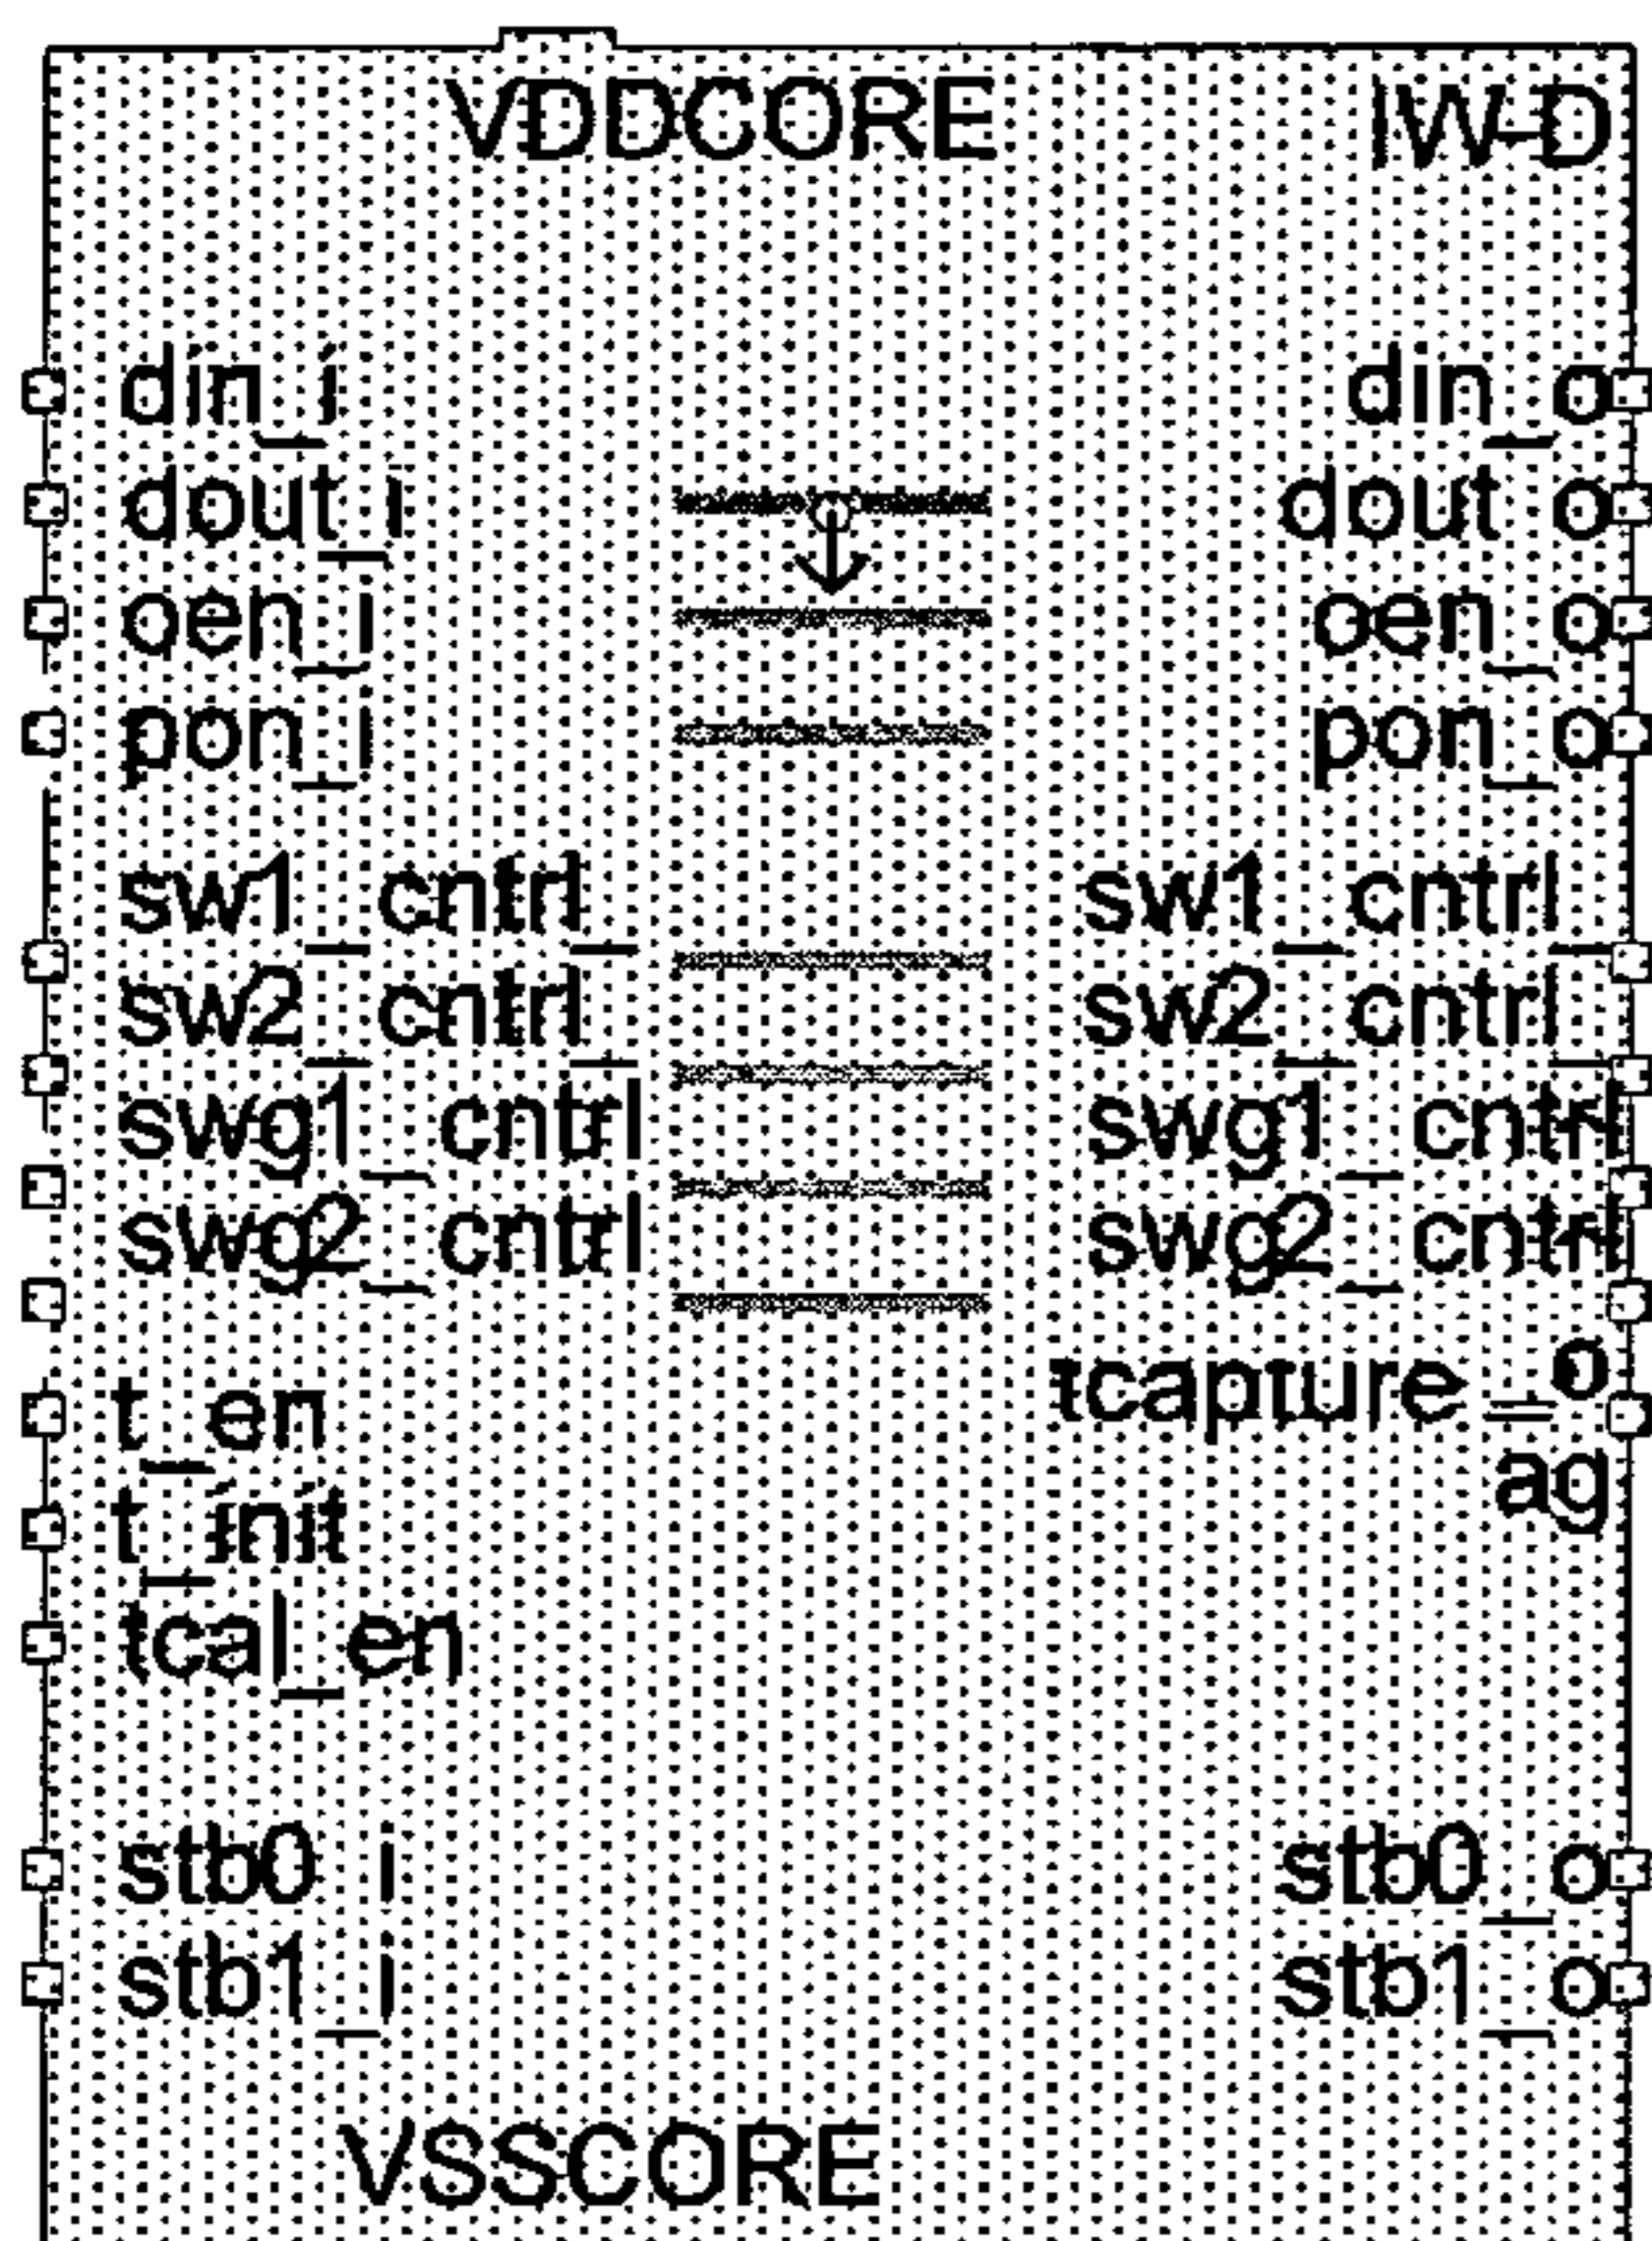 VDDCORE IW-D
din_i din_o
dout_i dout_o
oen_i oen_o
pon_i pon_o
sw1_cntrl_ sw1_cntrl_
sw2_cntrl_ sw2_cntrl_
swg1_cntrl swg1_cntrl
swg2_cntrl swg2_cntrl
t_en tcapture_o
ag
t_init
tcal_en
stb0_i stb0_o
stb1_i stb1_o
VSSCORE